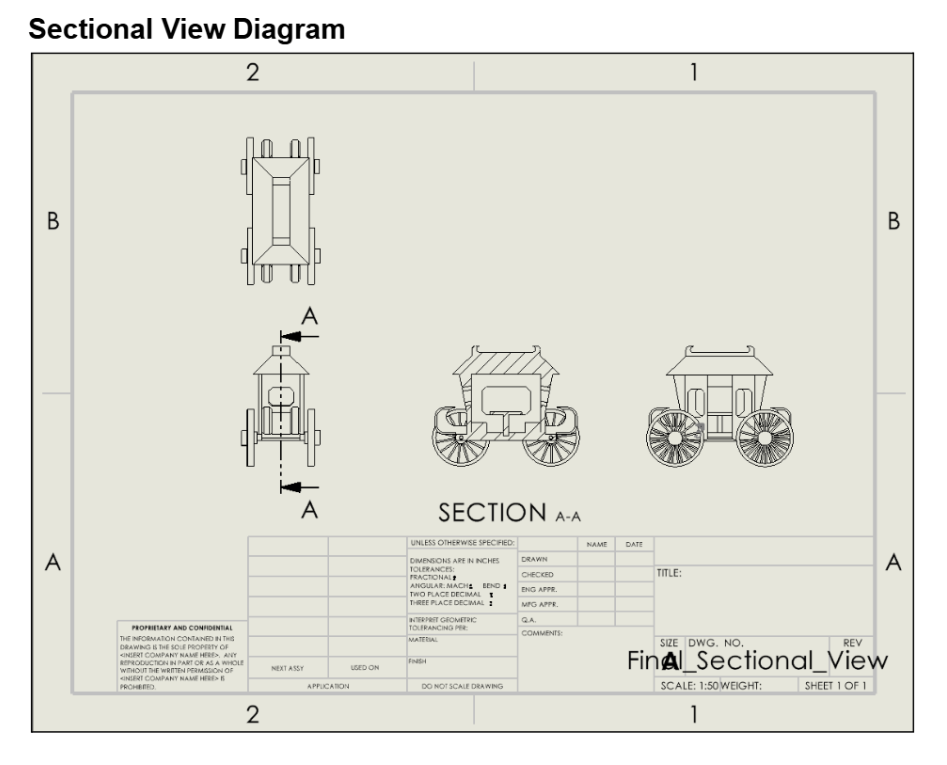 Sectional View Diagram
2 1
B B
A
A
SECTION A-A
A A
UNLESS OTHERWISE SPECIFIED:
DIMENSIONS ARE IN INCHES
TOLERANCES:
FRACTIONAL
ANGULAR: MACH BEND
TWO PLACE DECIMAL
THREE PLACE DECIMAL
INTERPRET GEOMETRIC
TOLERANCING PER:
MATERIAL
FINISH
DO NOT SCALE DRAWING
NAME DATE
DRAWN
CHECKED
ENG APPR.
MFG APPR.
Q.A.
COMMENTS:
TITLE:
SIZE DWG. NO. REV
A
Final_Sectional_View
SCALE: 1:50 WEIGHT: SHEET 1 OF 1
PROPRIETARY AND CONFIDENTIAL
THE INFORMATION CONTAINED IN THIS
DRAWING IS THE SOLE PROPERTY OF
<INSERT COMPANY NAME HERE>. ANY
REPRODUCTION IN PART OR AS A WHOLE
WITHOUT THE WRITTEN PERMISSION OF
<INSERT COMPANY NAME HERE> IS
PROHIBITED.
NEXT ASSY USED ON
APPLICATION
2 1